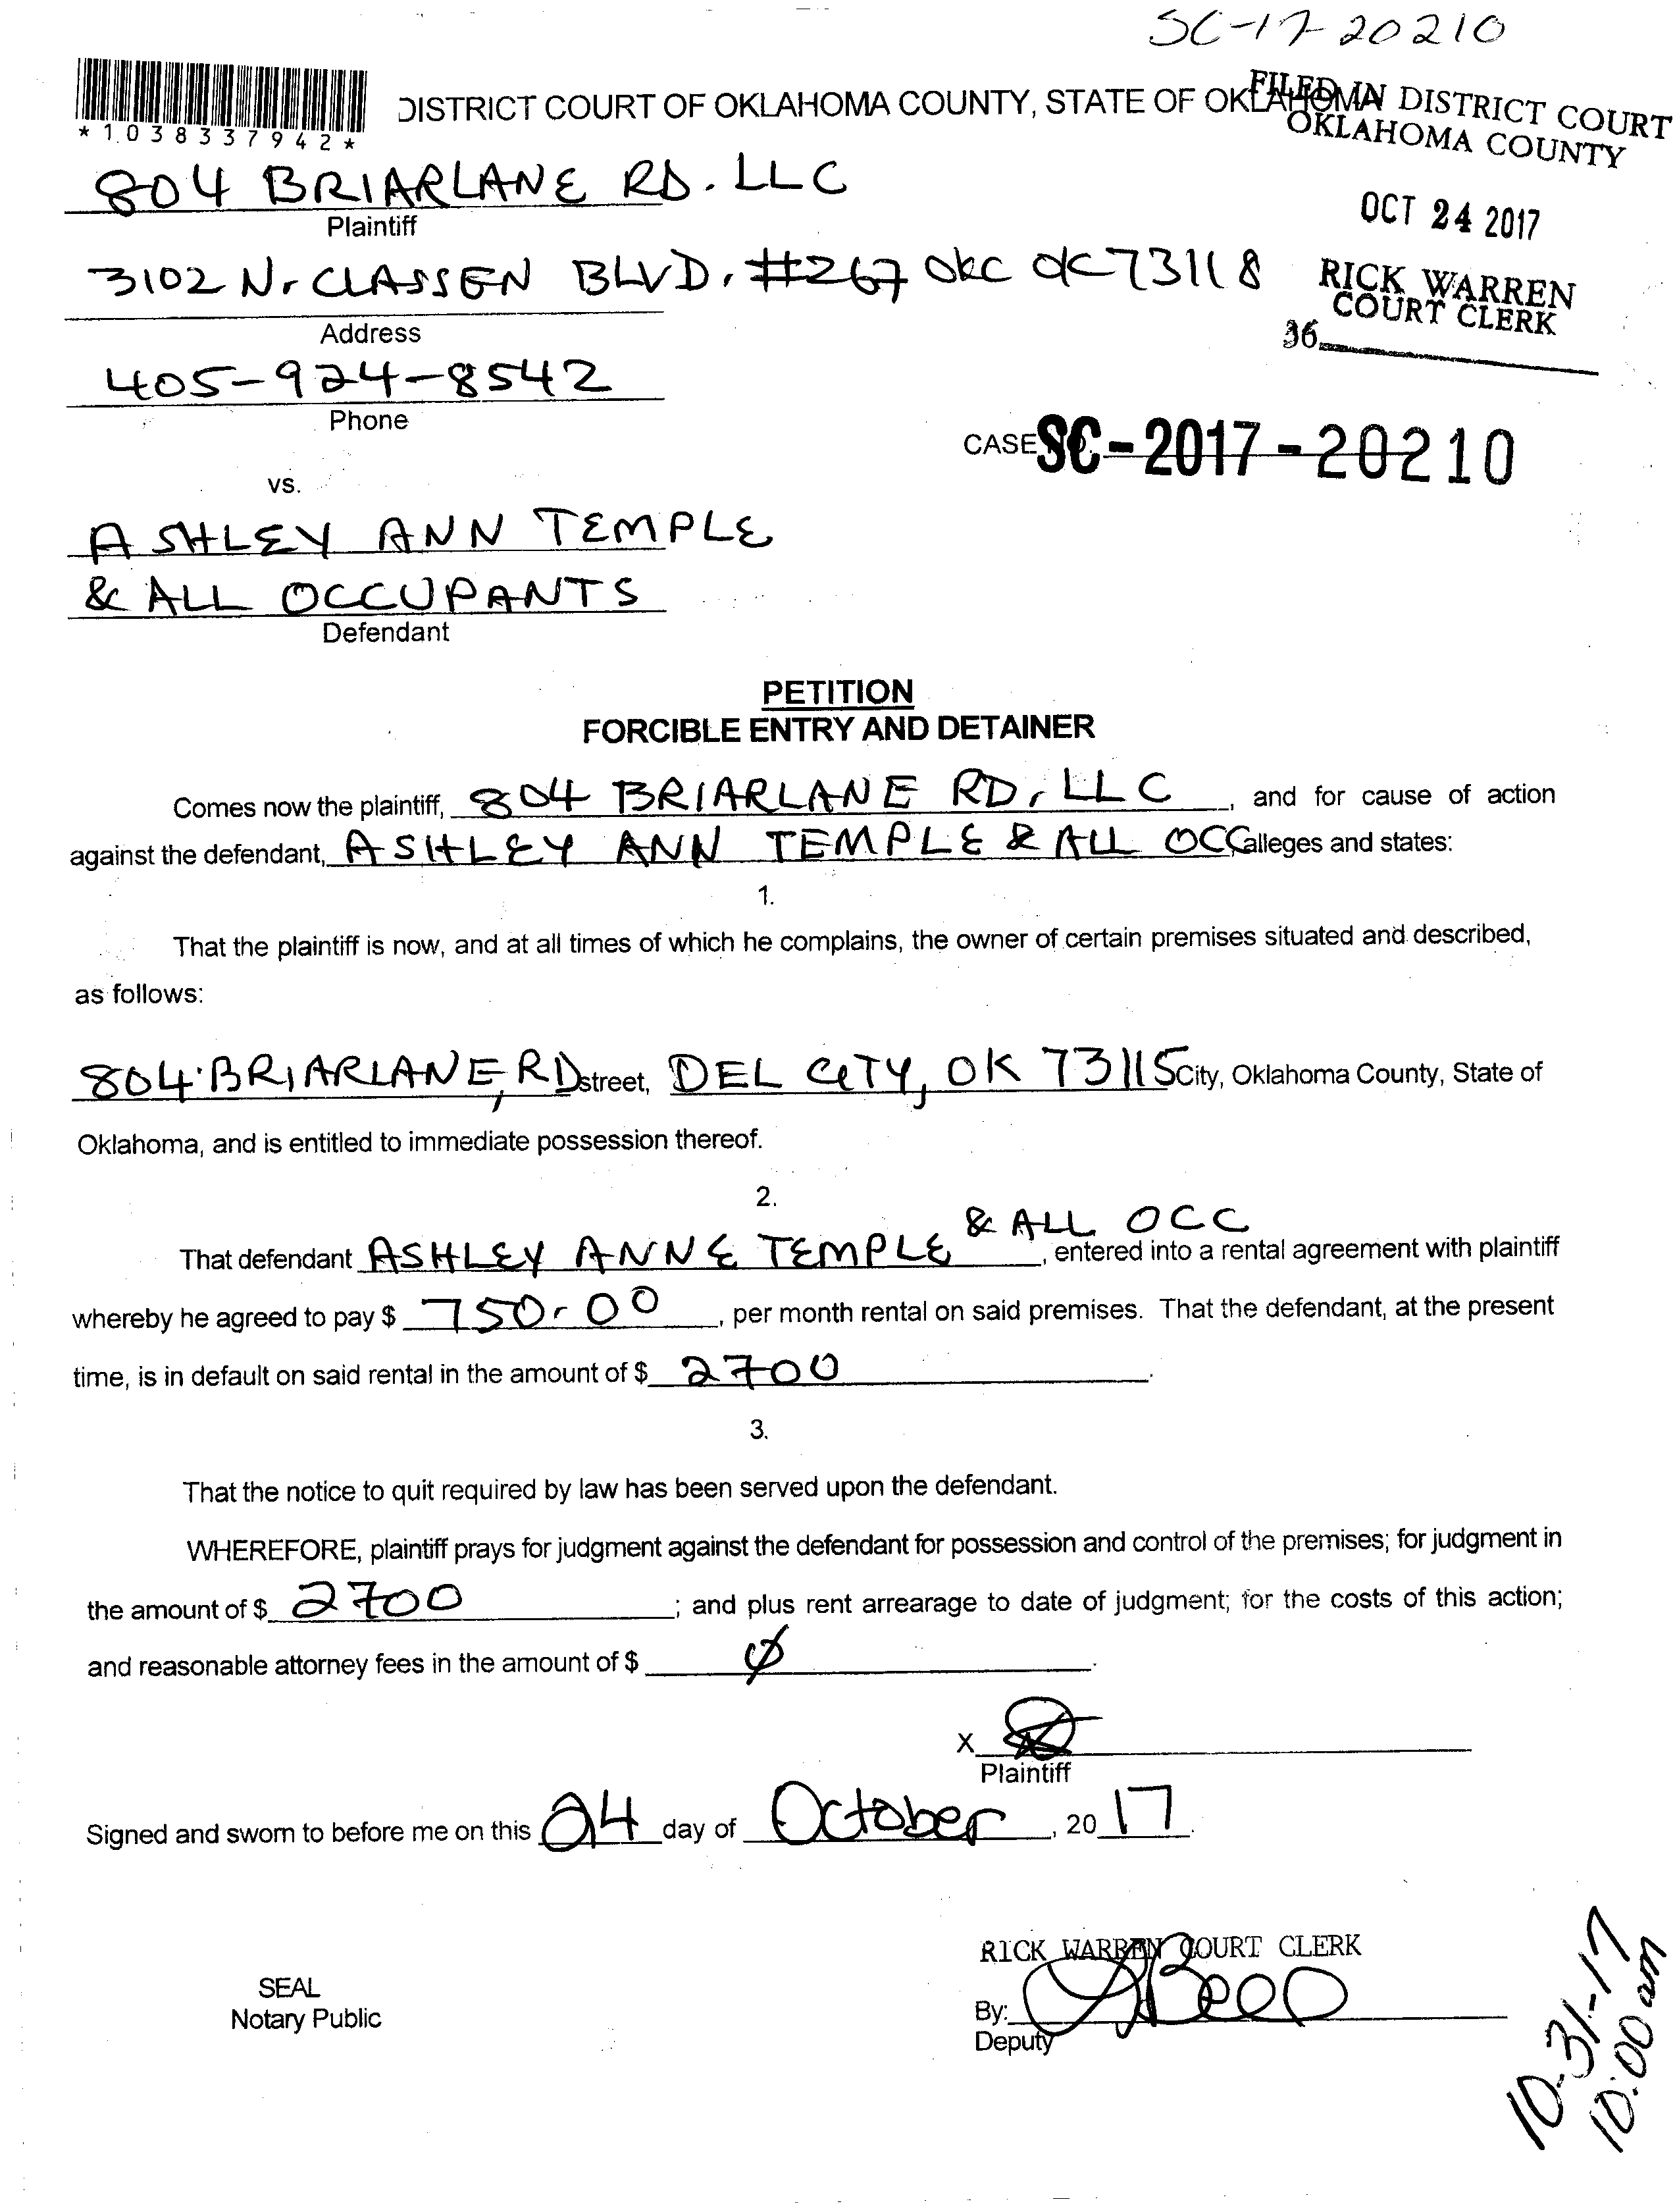 SC-17-20210
DISTRICT COURT OF OKLAHOMA COUNTY, STATE OF OKLAHOMA
FILED IN DISTRICT COURT
OKLAHOMA COUNTY
*1038337942*
804 BRIARLANE RD. LLC
Plaintiff
OCT 24 2017
3102 N. CLASSEN BLVD. #267 OKC OK 73118
RICK WARREN
COURT CLERK
Address
36
405-924-8542
Phone
CASE NO. SC-2017-20210
vs.
ASHLEY ANN TEMPLE
& ALL OCCUPANTS
Defendant
PETITION
FORCIBLE ENTRY AND DETAINER
Comes now the plaintiff, 804 BRIARLANE RD, LLC, and for cause of action
against the defendant, ASHLEY ANN TEMPLE & ALL OCC, alleges and states:
1.
That the plaintiff is now, and at all times of which he complains, the owner of certain premises situated and described,
as follows:
804 BRIARLANE, RD street, DEL CITY, OK 73115 City, Oklahoma County, State of
Oklahoma, and is entitled to immediate possession thereof.
2.
& ALL OCC
That defendant ASHLEY ANNE TEMPLE, entered into a rental agreement with plaintiff
whereby he agreed to pay $ 750.00, per month rental on said premises. That the defendant, at the present
time, is in default on said rental in the amount of $ 2700.
3.
That the notice to quit required by law has been served upon the defendant.
WHEREFORE, plaintiff prays for judgment against the defendant for possession and control of the premises; for judgment in
the amount of $ 2700; and plus rent arrearage to date of judgment; for the costs of this action;
and reasonable attorney fees in the amount of $ Ø.
X
Plaintiff
Signed and sworn to before me on this 24 day of October, 2017.
RICK WARREN COURT CLERK
SEAL
Notary Public
By:
Deputy
10-31-17
10:00 am